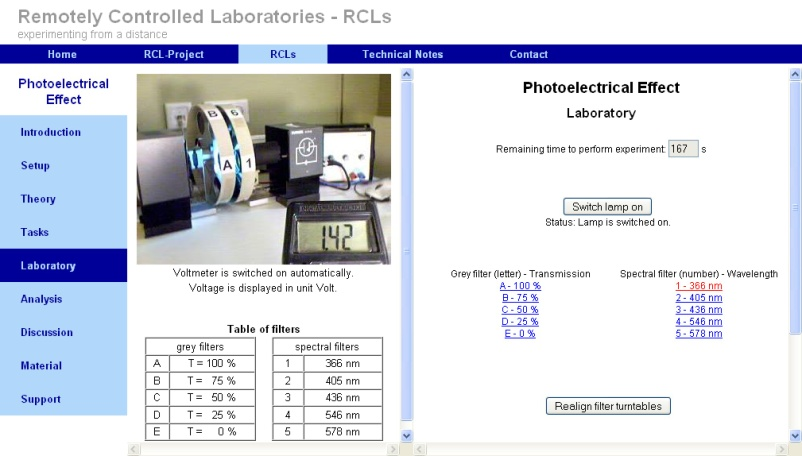 Remotely Controlled Laboratories - RCLs
experimenting from a distance
Home RCL-Project RCLs Technical Notes Contact
Photoelectrical
Effect
Introduction
Setup
Theory
Tasks
Laboratory
Analysis
Discussion
Material
Support
B 6
A 1
1.42
Voltmeter is switched on automatically.
Voltage is displayed in unit Volt.
Table of filters
grey filters
A T = 100 %
B T = 75 %
C T = 50 %
D T = 25 %
E T = 0 %
spectral filters
1 366 nm
2 405 nm
3 436 nm
4 546 nm
5 578 nm
Photoelectrical Effect
Laboratory
Remaining time to perform experiment: 167 s
Switch lamp on
Status: Lamp is switched on.
Grey filter (letter) - Transmission
A - 100 %
B - 75 %
C - 50 %
D - 25 %
E - 0 %
Spectral filter (number) - Wavelength
1 - 366 nm
2 - 405 nm
3 - 436 nm
4 - 546 nm
5 - 578 nm
Realign filter turntables